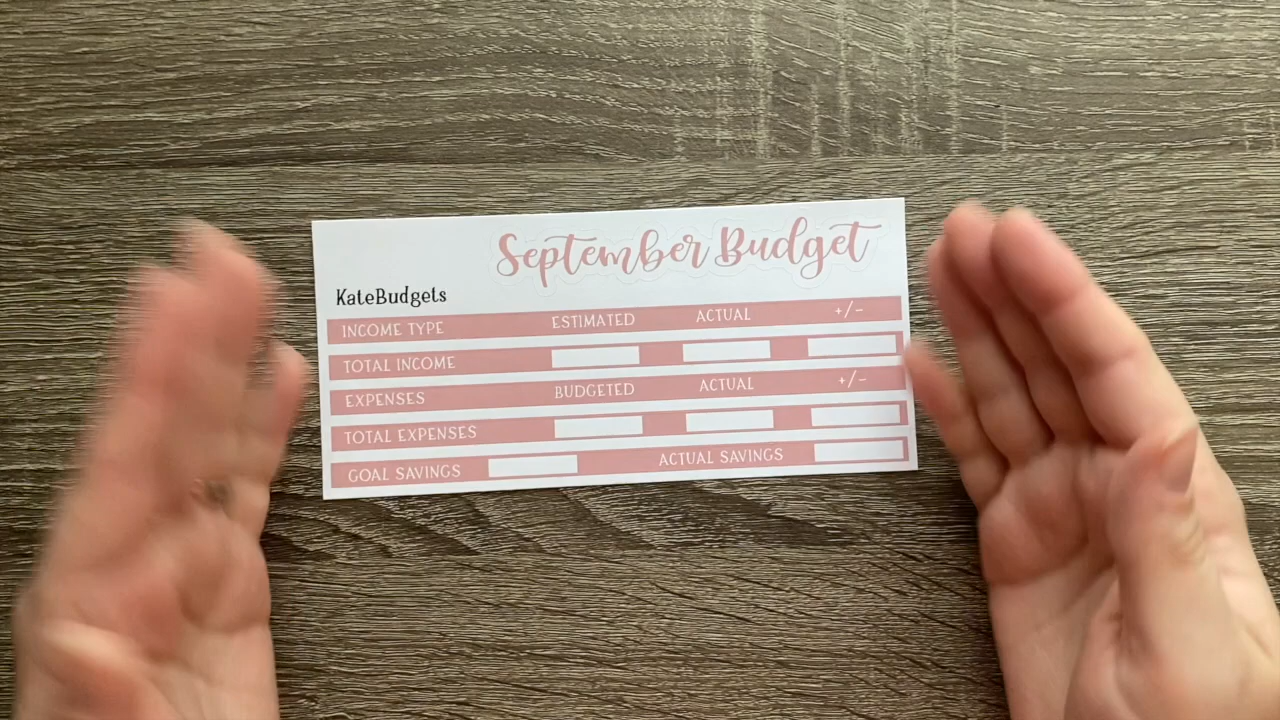 September Budget
KateBudgets
INCOME TYPE ESTIMATED ACTUAL +/-
TOTAL INCOME
EXPENSES BUDGETED ACTUAL +/-
TOTAL EXPENSES
GOAL SAVINGS ACTUAL SAVINGS